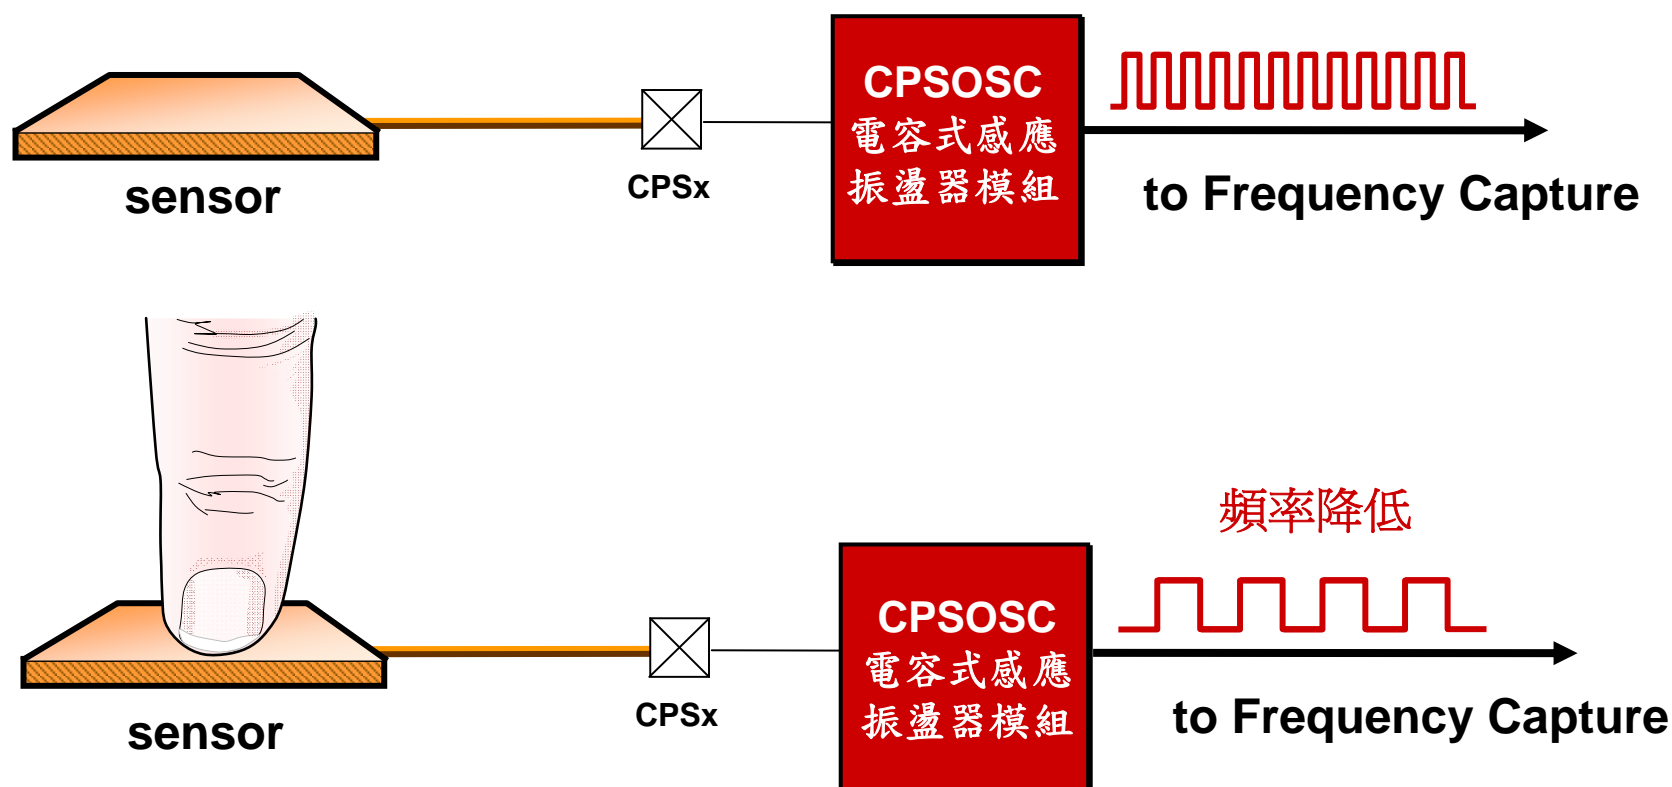 CPSOSC
電容式感應
振盪器模組
sensor
CPSx
to Frequency Capture
頻率降低
CPSOSC
電容式感應
振盪器模組
sensor
CPSx
to Frequency Capture